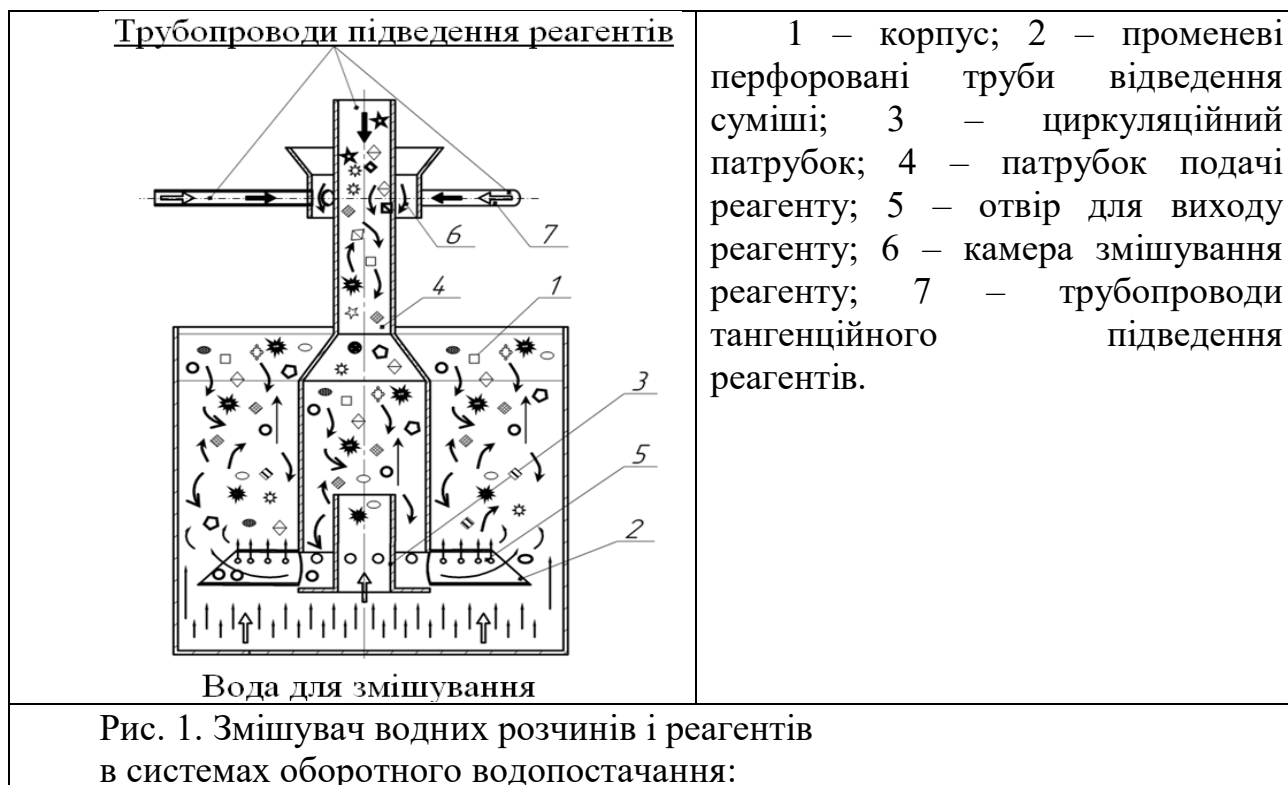 Трубопроводи підведення реагентів
6
7
4
1
3
5
2
Вода для змішування
1 – корпус; 2 – променеві
перфоровані труби відведення
суміші; 3 – циркуляційний
патрубок; 4 – патрубок подачі
реагенту; 5 – отвір для виходу
реагенту; 6 – камера змішування
реагенту; 7 – трубопроводи
тангенційного підведення
реагентів.
Рис. 1. Змішувач водних розчинів і реагентів
в системах оборотного водопостачання: